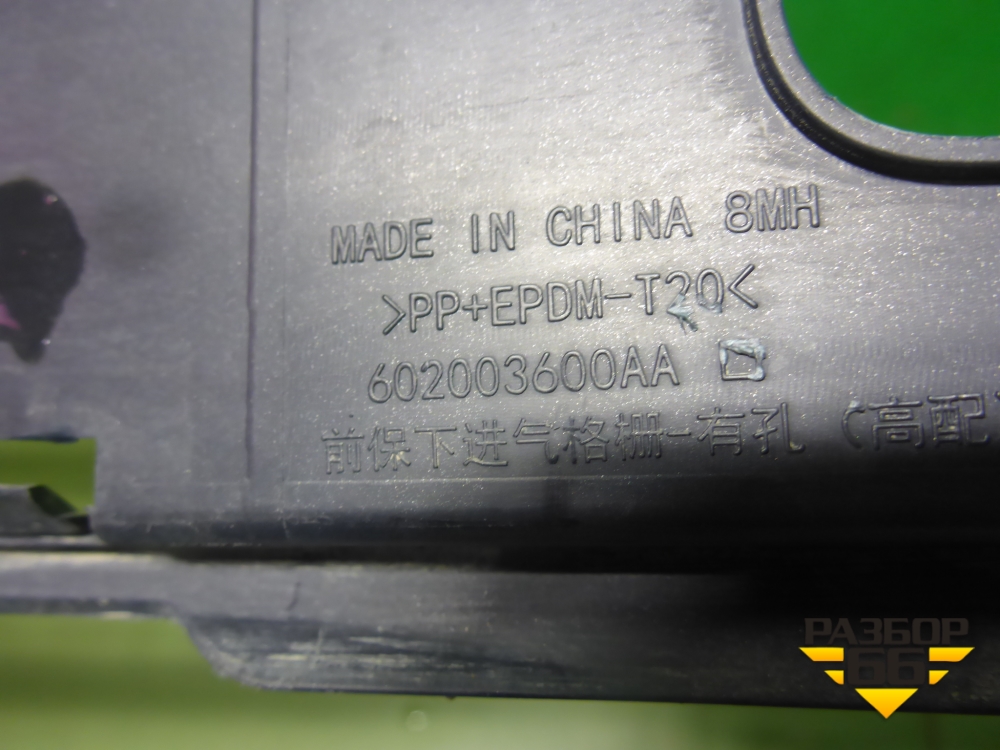 MADE IN CHINA 8MH
>PP+EPDM-T20<
602003600AA
前保下进气格栅-有孔 (高配)
РАЗБОР
66